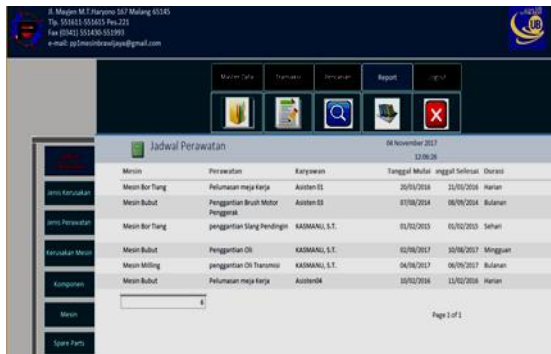 Jl. Mayjen M.T.Haryono 167 Malang 65145
Tlp. 551611-551615 Pes.221
Fax (0341) 551430-551993
e-mail: pp1mesinbrawijaya@gmail.com
UB
Master Data Transaksi Pencarian Report Logout
Jadwal Perawatan
04 November 2017
12:06:26
Mesin Perawatan Karyawan Tanggal Mulai anggal Selesai Durasi
Mesin Bor Tiang Pelumasan meja Kerja Asisten 01 20/03/2016 21/03/2016 Harian
Mesin Bubut Penggantian Brush Motor Penggerak Asisten 03 07/08/2014 08/09/2014 Bulanan
Mesin Bor Tiang penggantian Slang Pendingin KASMANU, S.T. 01/02/2015 01/02/2015 Sehari
Mesin Bubut Penggantian Oli KASMANU, S.T. 02/08/2017 10/08/2017 Mingguan
Mesin Milling penggantian Oli Transmisi KASMANU, S.T. 06/08/2017 06/09/2017 Bulanan
Mesin Bubut Pelumasan meja Kerja Asisten04 10/02/2016 11/02/2016 Harian
6
Page 1 of 1
Jenis Kerusakan
Jenis Perawatan
Kerusakan Mesin
Komponen
Mesin
Spare Parts